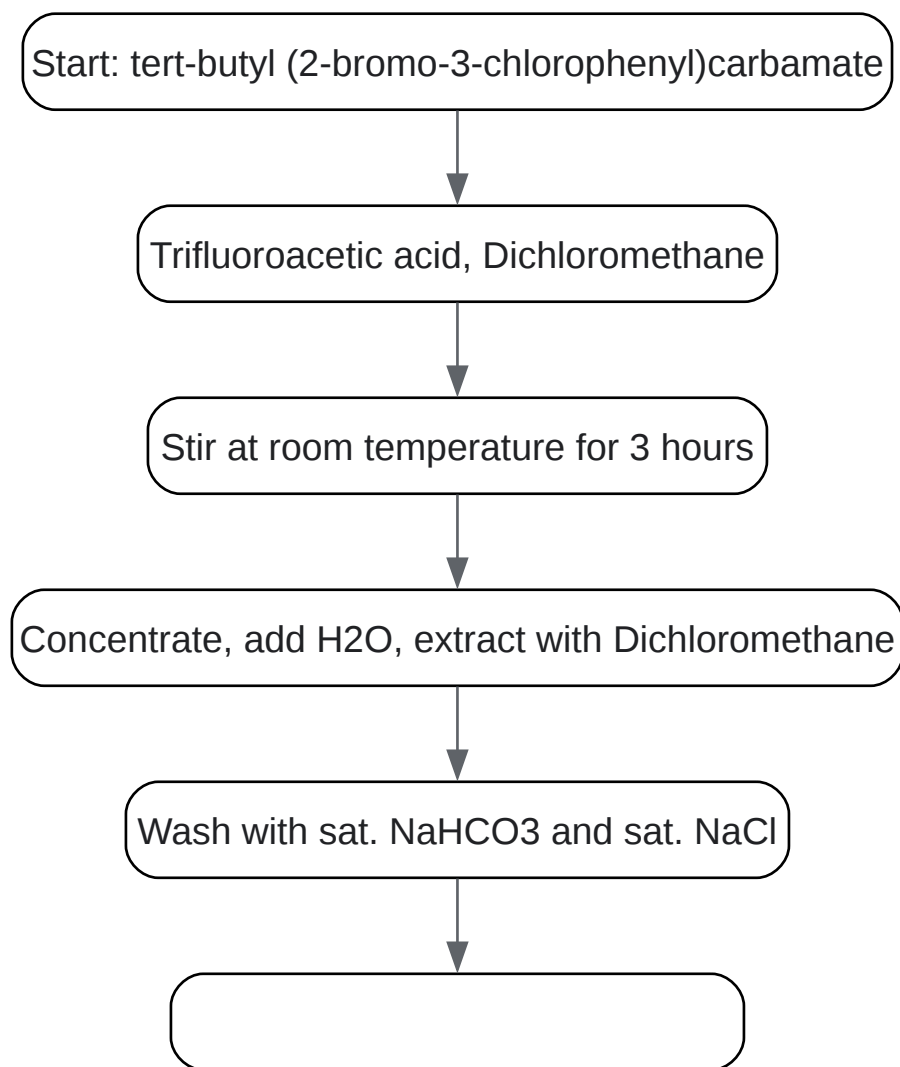 Start: tert-butyl (2-bromo-3-chlorophenyl)carbamate
Trifluoroacetic acid, Dichloromethane
Stir at room temperature for 3 hours
Concentrate, add H2O, extract with Dichloromethane
Wash with sat. NaHCO3 and sat. NaCl